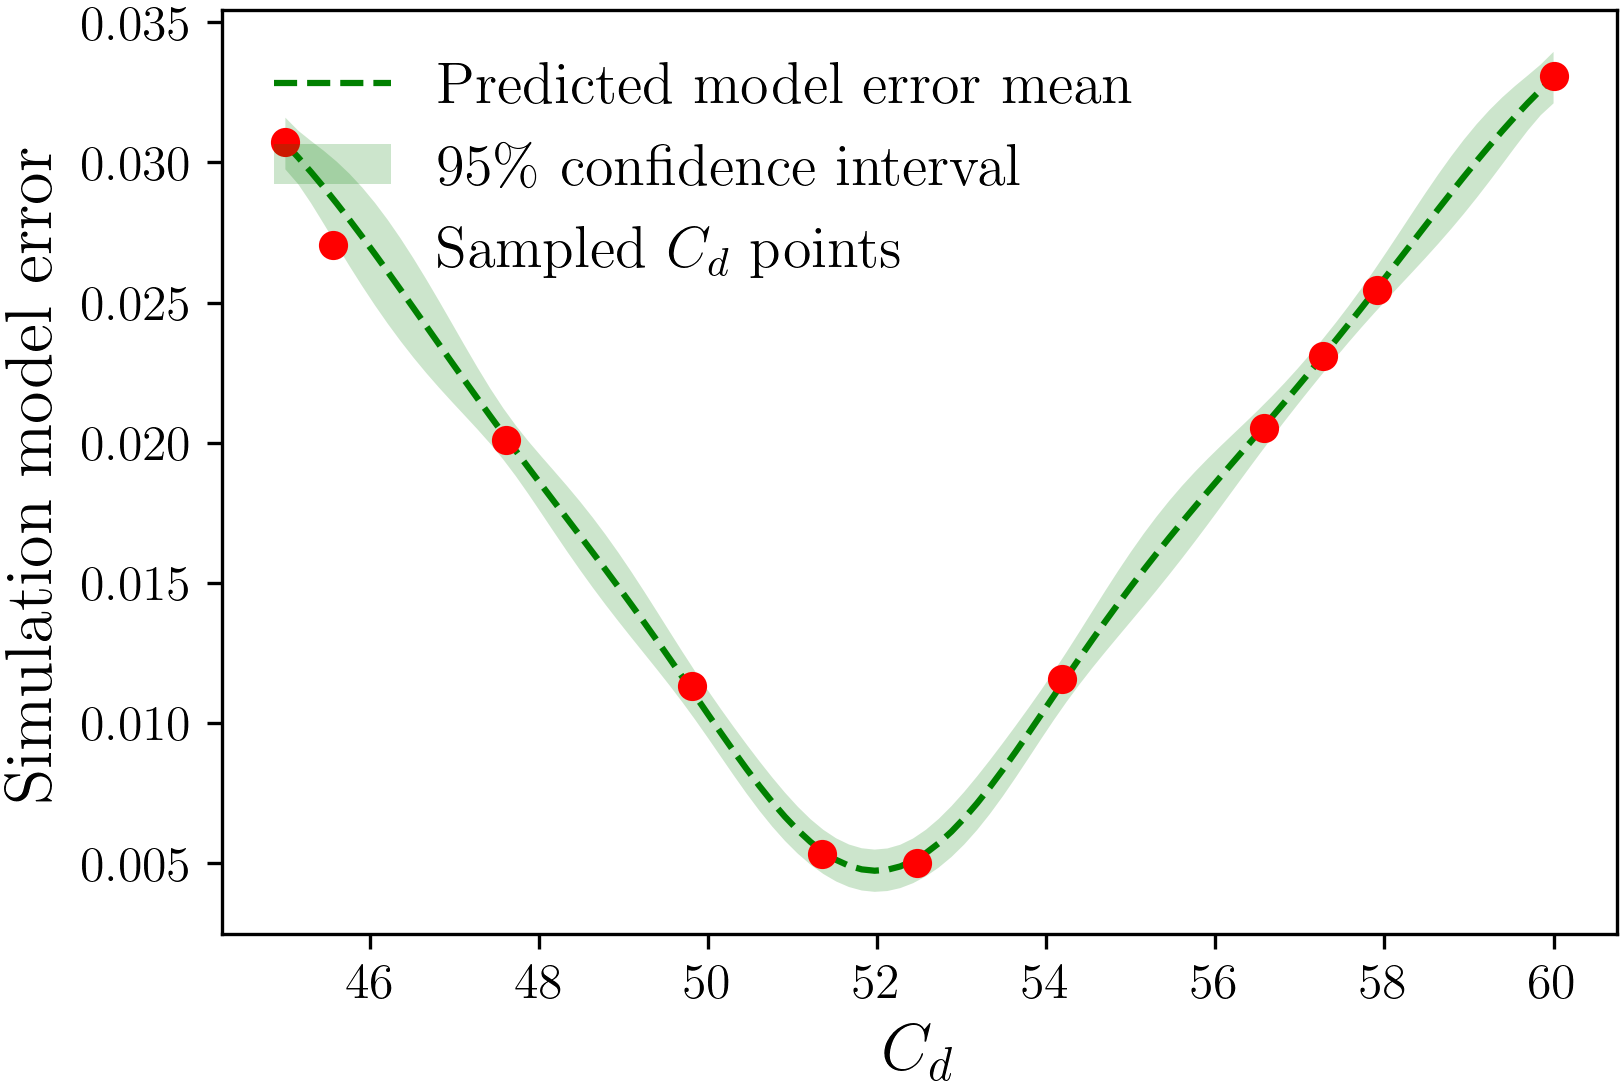 0.035
0.030
0.025
0.020
0.015
0.010
0.005
Simulation model error
Predicted model error mean
95% confidence interval
Sampled C_d points
46 48 50 52 54 56 58 60
C_d